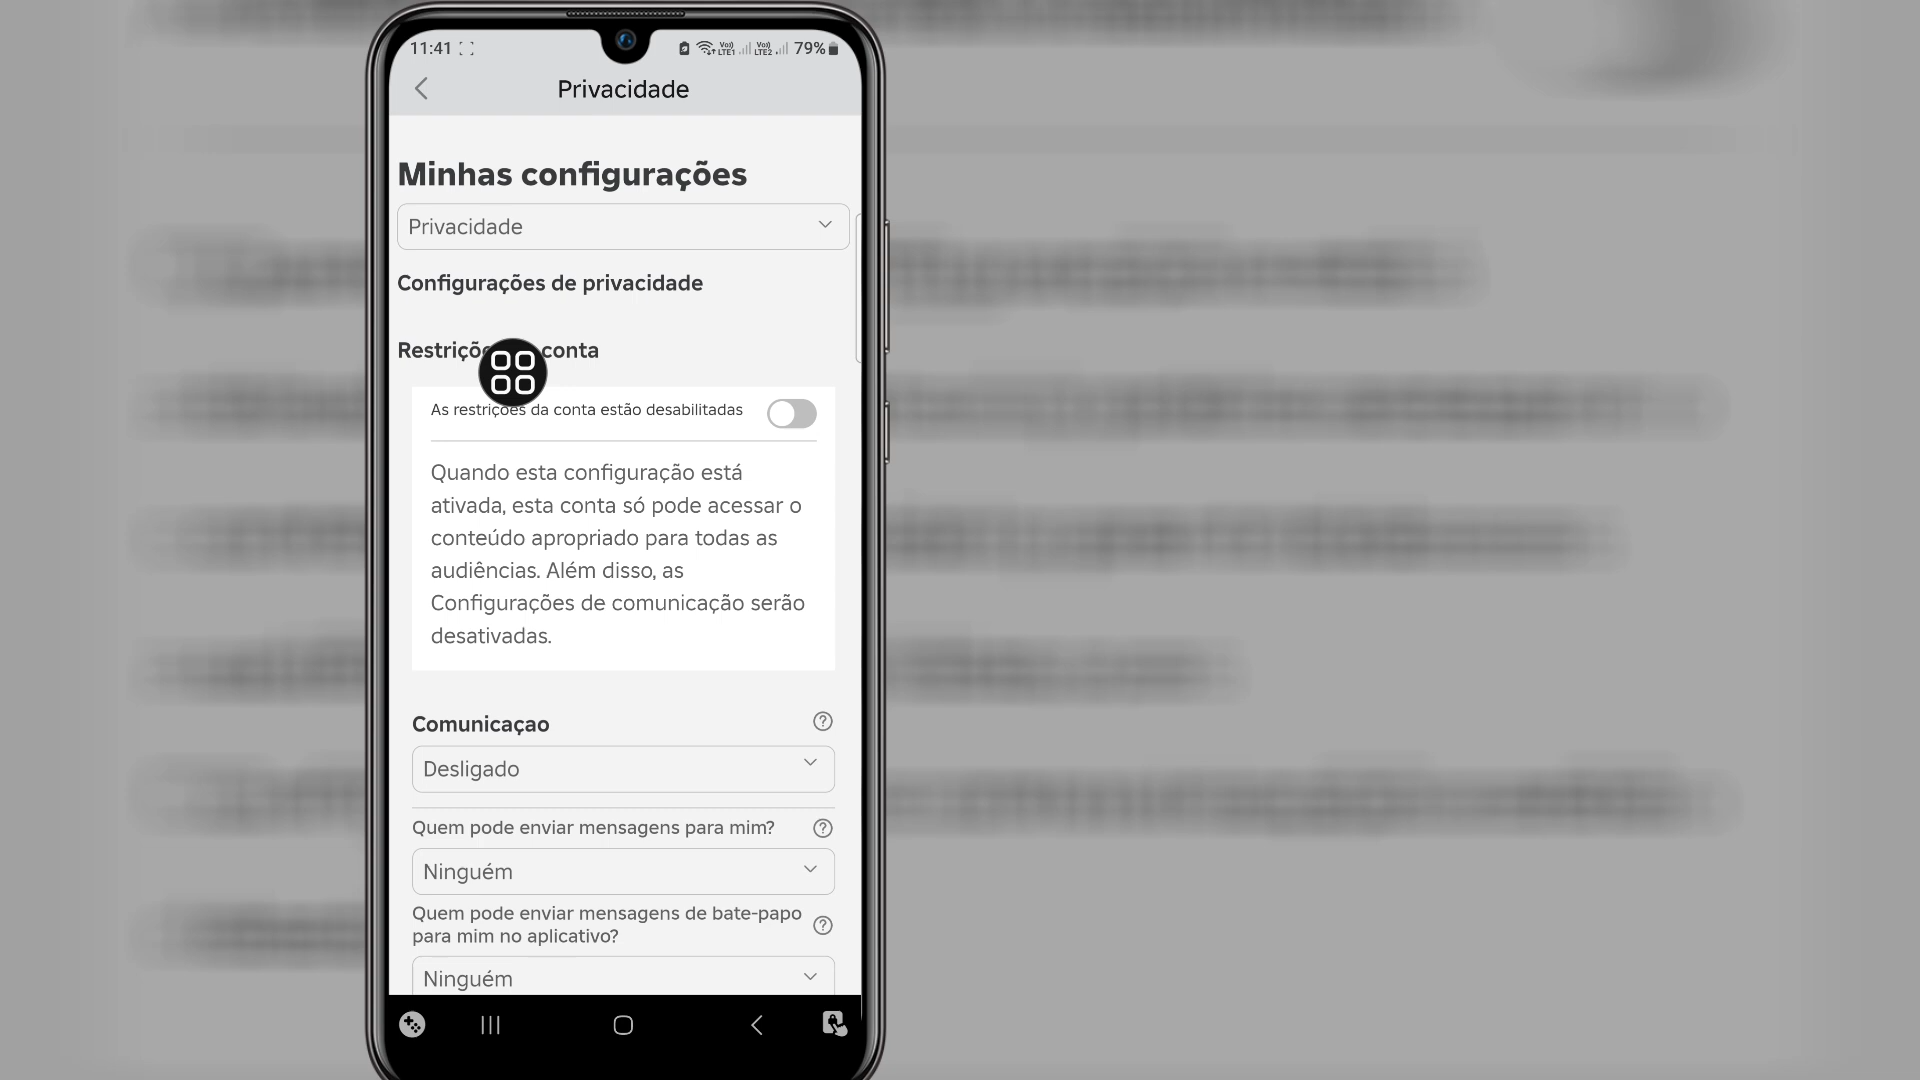 11:41 79%
Privacidade
Minhas configurações
Privacidade
Configurações de privacidade
conta
As restrições da conta estão desabilitadas
Quando esta configuração está
ativada, esta conta só pode acessar o
conteúdo apropriado para todas as
audiências. Além disso, as
Configurações de comunicação serão
desativadas.
Comunicaçao
Desligado
Quem pode enviar mensagens para mim?
Ninguém
Quem pode enviar mensagens de bate-papo
para mim no aplicativo?
Ninguém